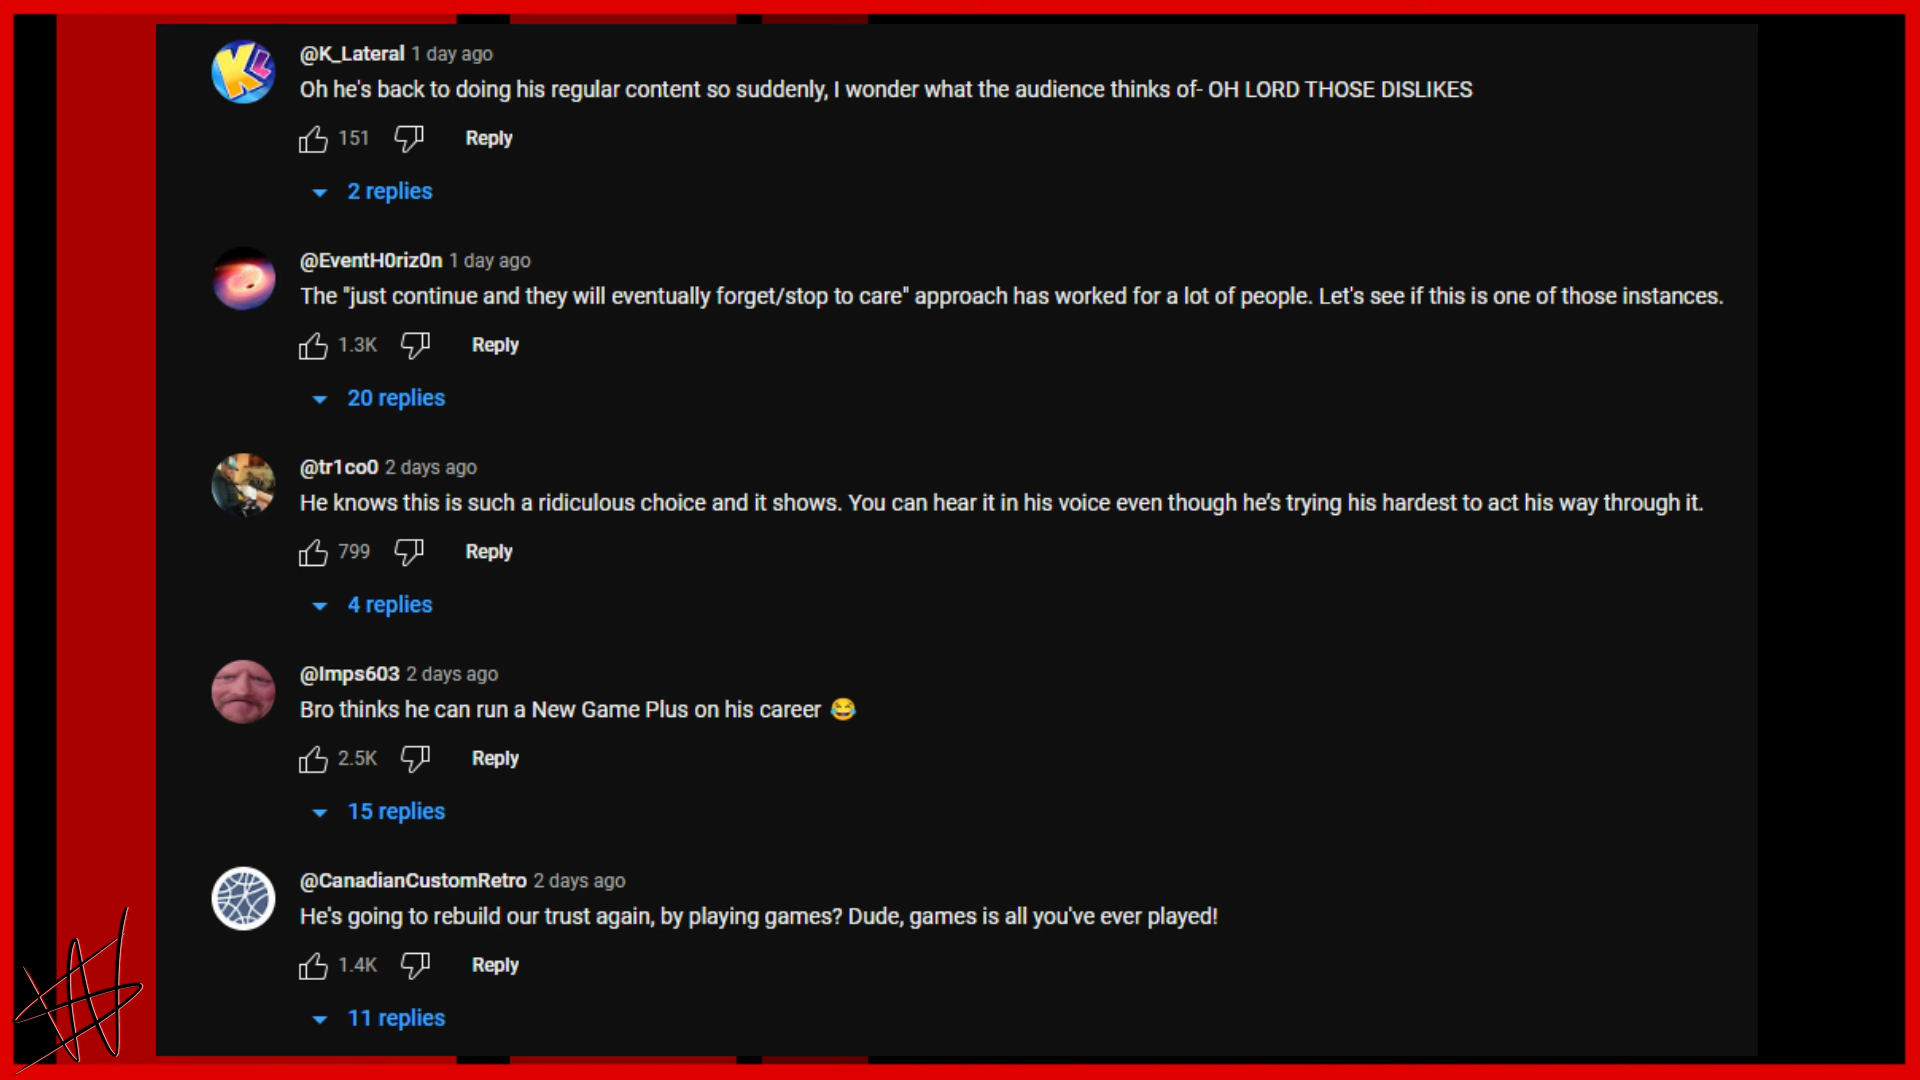 @K_Lateral 1 day ago
Oh he's back to doing his regular content so suddenly, I wonder what the audience thinks of- OH LORD THOSE DISLIKES
151 Reply
2 replies
@EventH0riz0n 1 day ago
The "just continue and they will eventually forget/stop to care" approach has worked for a lot of people. Let's see if this is one of those instances.
1.3K Reply
20 replies
@tr1co0 2 days ago
He knows this is such a ridiculous choice and it shows. You can hear it in his voice even though he’s trying his hardest to act his way through it.
799 Reply
4 replies
@Imps603 2 days ago
Bro thinks he can run a New Game Plus on his career 😂
2.5K Reply
15 replies
@CanadianCustomRetro 2 days ago
He's going to rebuild our trust again, by playing games? Dude, games is all you've ever played!
1.4K Reply
11 replies